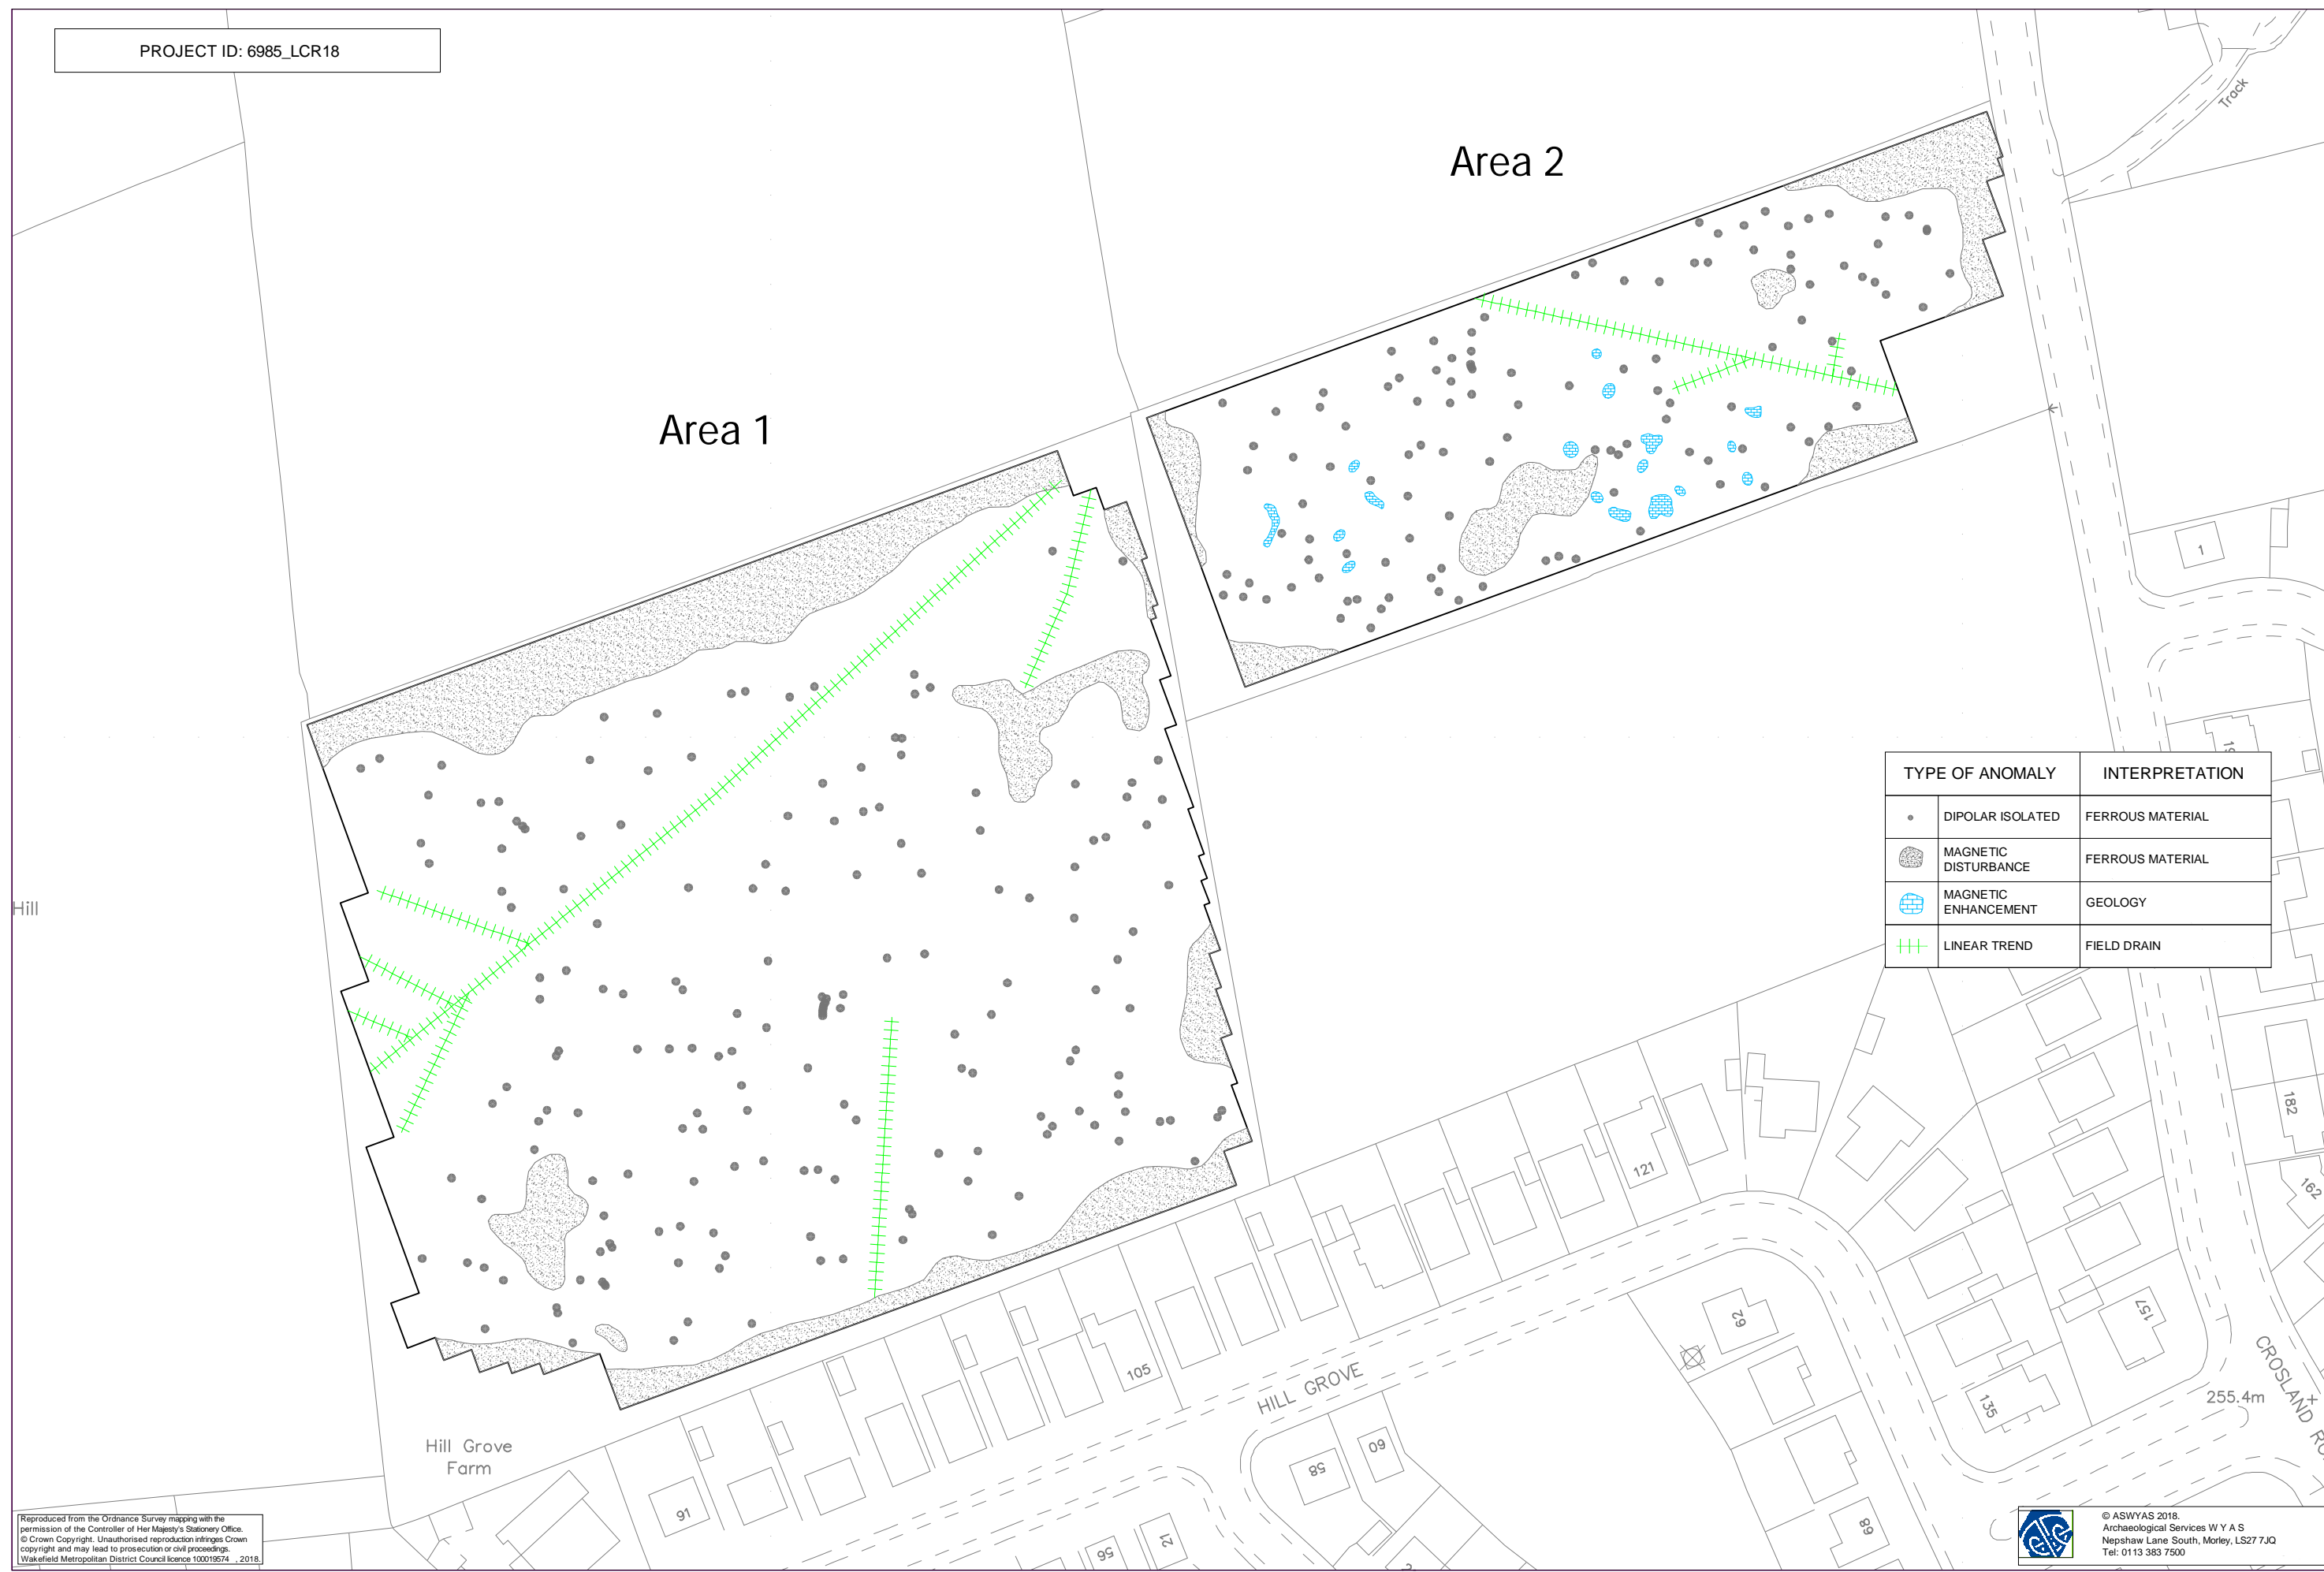 PROJECT ID: 6985_LCR18
Track
Area 2
Area 1
1
TYPE OF ANOMALY
INTERPRETATION
DIPOLAR ISOLATED
FERROUS MATERIAL
MAGNETIC
DISTURBANCE
FERROUS MATERIAL
MAGNETIC
ENHANCEMENT
GEOLOGY
LINEAR TREND
FIELD DRAIN
Hill
182
162
121
62
157
105
HILL GROVE
135
255.4m
CROSLAND
Hill Grove
Farm
58
60
91
56
21
68
Reproduced from the Ordnance Survey mapping with the
permission of the Controller of Her Majesty's Stationery Office.
© Crown Copyright. Unauthorised reproduction infringes Crown
copyright and may lead to prosecution or civil proceedings.
Wakefield Metropolitan District Council licence 100019574 , 2018.
© ASWYAS 2018.
Archaeological Services W Y A S
Nepshaw Lane South, Morley, LS27 7JQ
Tel: 0113 383 7500